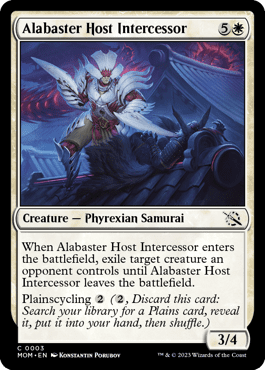 Alabaster Host Intercessor 5
Creature — Phyrexian Samurai
When Alabaster Host Intercessor enters
the battlefield, exile target creature an
opponent controls until Alabaster Host
Intercessor leaves the battlefield.
Plainscycling 2 (2, Discard this card:
Search your library for a Plains card, reveal
it, put it into your hand, then shuffle.)
3/4
C 0003
MOM • EN Konstantin Porubov
™ & © 2023 Wizards of the Coast